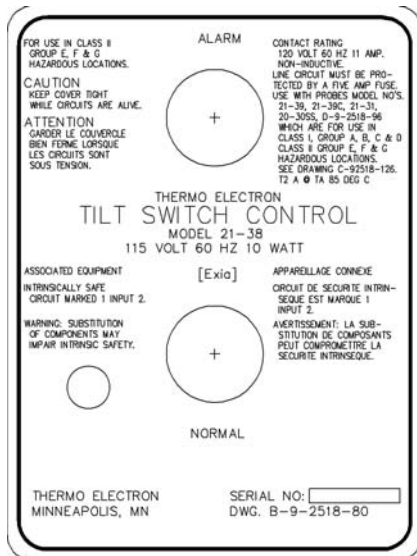 FOR USE IN CLASS II
GROUP E, F & G
HAZARDOUS LOCATIONS.
CAUTION
KEEP COVER TIGHT
WHILE CIRCUITS ARE ALIVE.
ATTENTION
GARDER LE COUVERCLE
BIEN FERME LORSQUE
LES CIRCUITS SONT
SOUS TENSION.
ALARM
CONTACT RATING
120 VOLT 60 HZ 11 AMP.
NON-INDUCTIVE.
LINE CIRCUIT MUST BE PRO-
TECTED BY A FIVE AMP FUSE.
USE WITH PROBES MODEL NO'S.
21-39, 21-39C, 21-31,
20-30SS, D-9-2518-96
WHICH ARE FOR USE IN
CLASS I, GROUP A, B, C & D
CLASS II GROUP E, F & G
HAZARDOUS LOCATIONS.
SEE DRAWING C-92518-126.
T2 A @ TA 85 DEG C
THERMO ELECTRON
TILT SWITCH CONTROL
MODEL 21-38
115 VOLT 60 HZ 10 WATT
ASSOCIATED EQUIPMENT
INTRINSICALLY SAFE
CIRCUIT MARKED 1 INPUT 2.
WARNING: SUBSTITUTION
OF COMPONENTS MAY
IMPAIR INTRINSIC SAFETY.
[Exia]
APPAREILLAGE CONNEXE
CIRCUIT DE SECURITE INTRIN-
SEQUE EST MARQUE 1
INPUT 2.
AVERTISSEMENT: LA SUB-
STITUTION DE COMPOSANTS
PEUT COMPROMETTRE LA
SECURITE INTRINSEQUE.
NORMAL
THERMO ELECTRON
MINNEAPOLIS, MN
SERIAL NO:
DWG. B-9-2518-80